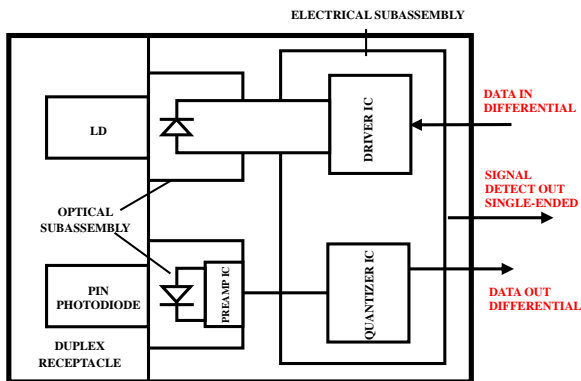 ELECTRICAL SUBASSEMBLY
DATA IN
DIFFERENTIAL
LD
DRIVER IC
SIGNAL
DETECT OUT
SINGLE-ENDED
OPTICAL
SUBASSEMBLY
PIN
PHOTODIODE
PREAMP IC
QUANTIZER IC
DATA OUT
DIFFERENTIAL
DUPLEX
RECEPTACLE